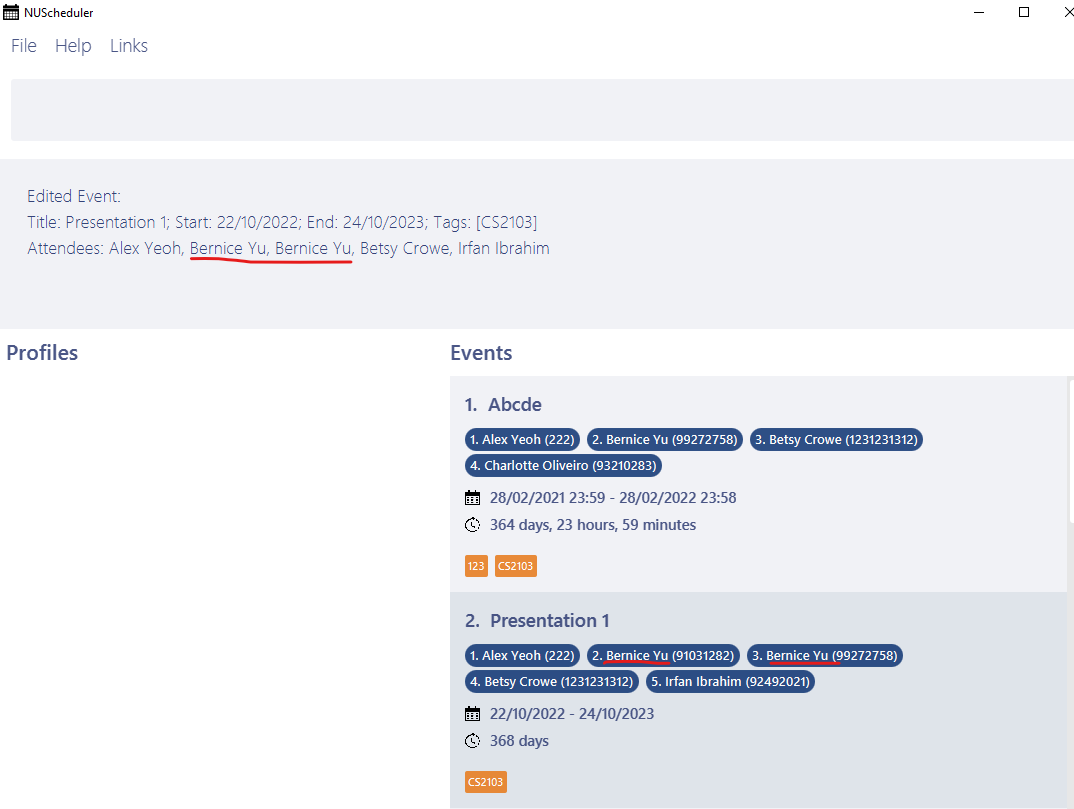 NUScheduler
File Help Links
Edited Event:
Title: Presentation 1; Start: 22/10/2022; End: 24/10/2023; Tags: [CS2103]
Attendees: Alex Yeoh, Bernice Yu, Bernice Yu, Betsy Crowe, Irfan Ibrahim
Profiles
Events
1. Abcde
1. Alex Yeoh (222) 2. Bernice Yu (99272758) 3. Betsy Crowe (1231231312)
4. Charlotte Oliveiro (93210283)
28/02/2021 23:59 - 28/02/2022 23:58
364 days, 23 hours, 59 minutes
123 CS2103
2. Presentation 1
1. Alex Yeoh (222) 2. Bernice Yu (91031282) 3. Bernice Yu (99272758)
4. Betsy Crowe (1231231312) 5. Irfan Ibrahim (92492021)
22/10/2022 - 24/10/2023
368 days
CS2103